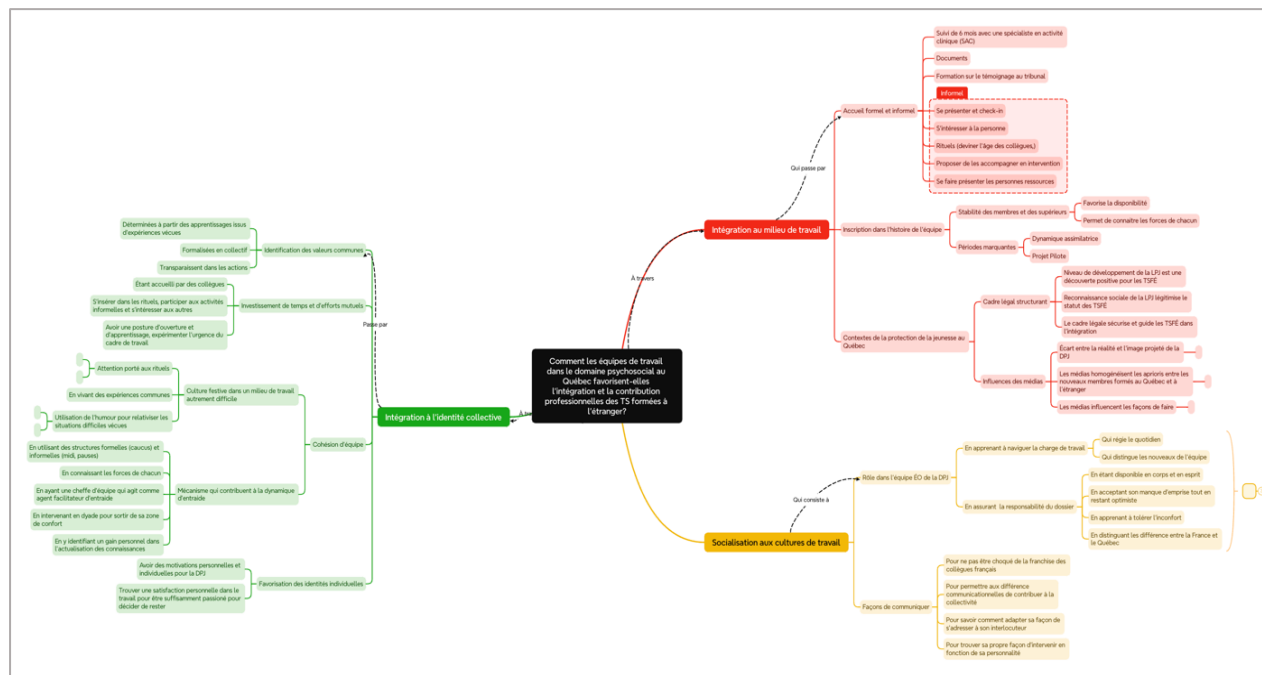 Comment les équipes de travail
dans le domaine psychosocial au
Québec favorisent-elles
l'intégration et la contribution
professionnelles des TS formées à
l'étranger?
À travers
Intégration au milieu de travail
Qui passe par
Accueil formel et informel
Suivi de 6 mois avec une spécialiste en activité
clinique (SAC)
Documents
Formation sur le témoignage au tribunal
informel
Se présenter et check-in
S'intéresser à la personne
Rituels (deviner l'âge des collègues,)
Proposer de les accompagner en intervention
Se faire présenter les personnes ressources
Inscription dans l'histoire de l'équipe
Stabilité des membres et des supérieurs
Favorise la disponibilité
Permet de connaitre les forces de chacun
Périodes marquantes
Dynamique assimilatrice
Projet Pilote
Contextes de la protection de la jeunesse au
Québec
Cadre légal structurant
Niveau de développement de la LPJ est une
découverte positive pour les TSFÉ
Reconnaissance sociale de la LPJ légitimise le
statut des TSFÉ
Le cadre légale sécurise et guide les TSFÉ dans
l'intégration
Influences des médias
Écart entre la réalité et l'image projeté de la
DPJ
Les médias homogénéisent les aprioris entre les
nouveaux membres formés au Québec et à
l'étranger
Les médias influencent les façons de faire
Socialisation aux cultures de travail
Qui consiste à
Rôle dans l'équipe ÉO de la DPJ
En apprenant à naviguer la charge de travail
Qui régie le quotidien
Qui distingue les nouveaux de l'équipe
En assurant la responsabilité du dossier
En étant disponible en corps et en esprit
En acceptant son manque d'emprise tout en
restant optimiste
En apprenant à tolérer l'inconfort
En distinguant les différence entre la France et
le Québec
Façons de communiquer
Pour ne pas être choqué de la franchise des
collègues français
Pour permettre aux différence
communicationnelles de contribuer à la
collectivité
Pour savoir comment adapter sa façon de
s'adresser à son interlocuteur
Pour trouver sa propre façon d'intervenir en
fonction de sa personnalité
Intégration à l'identité collective
Passe par
Identification des valeurs communes
Déterminées à partir des apprentissages issus
d'expériences vécues
Formalisées en collectif
Transparaissent dans les actions
Investissement de temps et d'efforts mutuels
Étant accueilli par des collègues
S'insérer dans les rituels, participer aux activités
informelles et s'intéresser aux autres
Avoir une posture d'ouverture et
d'apprentissage, expérimenter l'urgence du
cadre de travail
Cohésion d'équipe
Culture festive dans un milieu de travail
autrement difficile
Attention porté aux rituels
En vivant des expériences communes
Utilisation de l'humour pour relativiser les
situations difficiles vécues
Mécanisme qui contribuent à la dynamique
d'entraide
En utilisant des structures formelles (caucus) et
informelles (midi, pauses)
En connaissant les forces de chacun
En ayant une cheffe d'équipe qui agit comme
agent facilitateur d'entraide
En intervenant en dyade pour sortir de sa zone
de confort
En y identifiant un gain personnel dans
l'actualisation des connaissances
Favorisation des identités individuelles
Avoir des motivations personnelles et
individuelles pour la DPJ
Trouver une satisfaction personnelle dans le
travail pour être suffisamment passioné pour
décider de rester